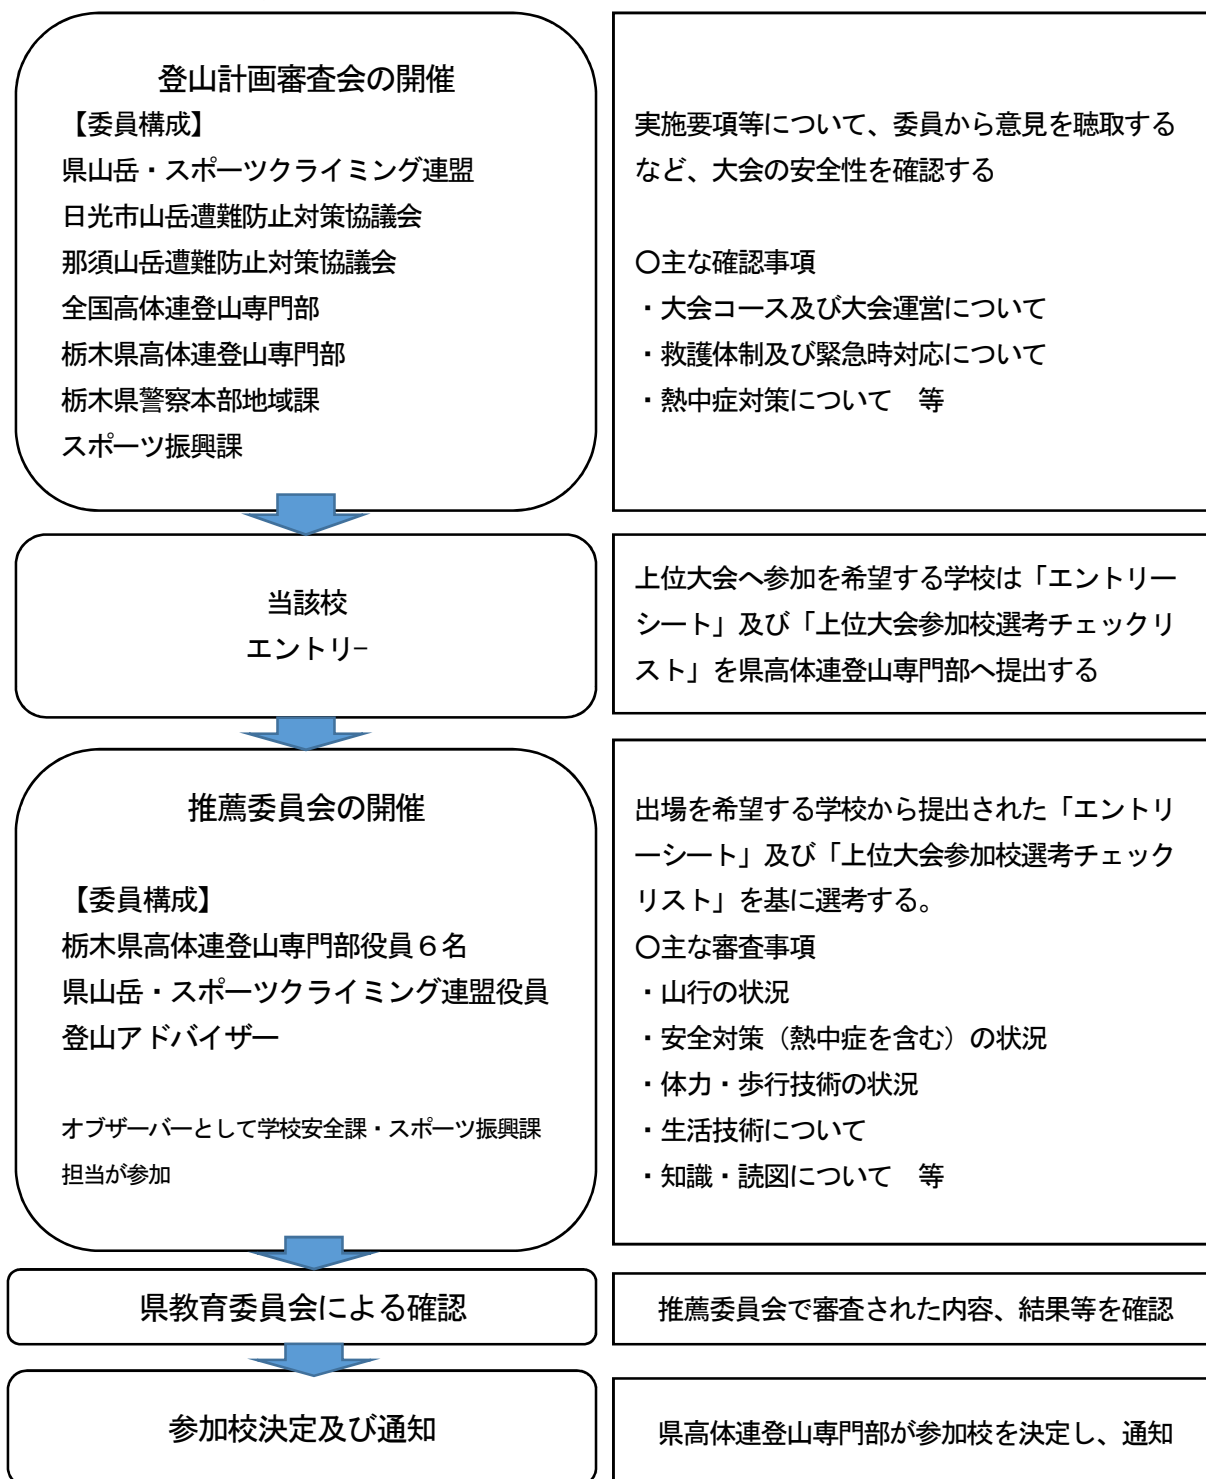 登山計画審査会の開催
【委員構成】
県山岳・スポーツクライミング連盟
日光市山岳遭難防止対策協議会
那須山岳遭難防止対策協議会
全国高体連登山専門部
栃木県高体連登山専門部
栃木県警察本部地域課
スポーツ振興課
実施要項等について、委員から意見を聴取する
など、大会の安全性を確認する
〇主な確認事項
・大会コース及び大会運営について
・救護体制及び緊急時対応について
・熱中症対策について　等
当該校
エントリ−
上位大会へ参加を希望する学校は「エントリー
シート」及び「上位大会参加校選考チェックリ
スト」を県高体連登山専門部へ提出する
推薦委員会の開催
【委員構成】
栃木県高体連登山専門部役員６名
県山岳・スポーツクライミング連盟役員
登山アドバイザー
オブザーバーとして学校安全課・スポーツ振興課
担当が参加
出場を希望する学校から提出された「エントリ
ーシート」及び「上位大会参加校選考チェック
リスト」を基に選考する。
〇主な審査事項
・山行の状況
・安全対策（熱中症を含む）の状況
・体力・歩行技術の状況
・生活技術について
・知識・読図について　等
県教育委員会による確認
推薦委員会で審査された内容、結果等を確認
参加校決定及び通知
県高体連登山専門部が参加校を決定し、通知